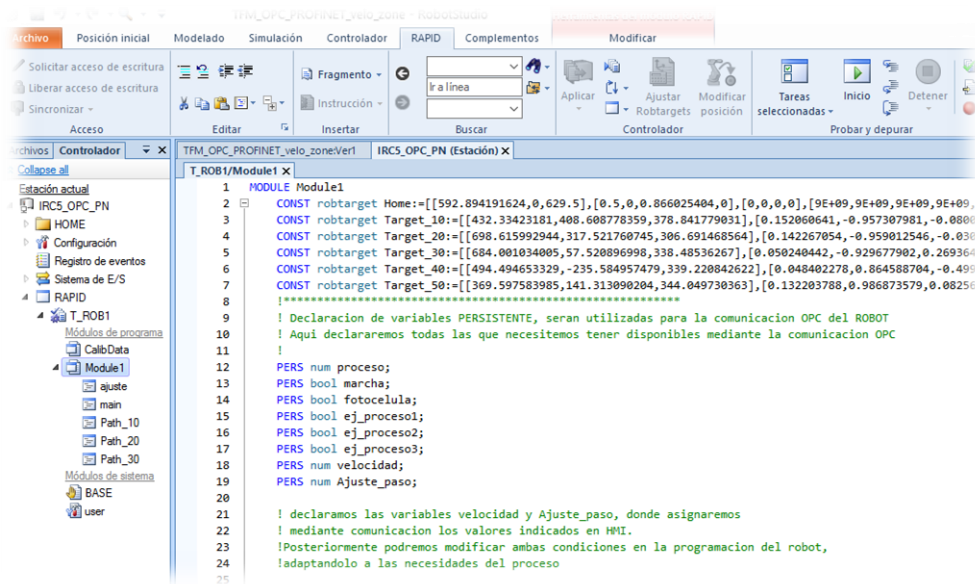 TFM_OPC_PROFINET_velo_zone - RobotStudio
Archivo Posición inicial Modelado Simulación Controlador RAPID Complementos Modificar
Solicitar acceso de escritura
Liberar acceso de escritura
Sincronizar
Acceso
Editar
Fragmento
Instrucción
Insertar
Ir a línea
Buscar
Aplicar
Ajustar Robtargets
Modificar posición
Controlador
Tareas seleccionadas
Inicio
Detener
Probar y depurar
Archivos Controlador
Collapse all
Estación actual
IRC5_OPC_PN
HOME
Configuración
Registro de eventos
Sistema de E/S
RAPID
T_ROB1
Módulos de programa
CalibData
Module1
ajuste
main
Path_10
Path_20
Path_30
Módulos de sistema
BASE
user
TFM_OPC_PROFINET_velo_zone:Ver1 IRC5_OPC_PN (Estación) X
T_ROB1/Module1 X
1 MODULE Module1
2 CONST robtarget Home:=[[592.894191624,0,629.5],[0.5,0,0.866025404,0],[0,0,0,0],[9E+09,9E+09,9E+09,9E+09,
3 CONST robtarget Target_10:=[[432.33423181,408.608778359,378.841779031],[0.152060641,-0.957307981,-0.080
4 CONST robtarget Target_20:=[[698.615992944,317.521760745,306.691468564],[0.142267054,-0.959012546,-0.030
5 CONST robtarget Target_30:=[[684.001034005,57.520896998,338.48536267],[0.050240442,-0.929677902,0.269364
6 CONST robtarget Target_40:=[[494.494653329,-235.584957479,339.220842622],[0.048402278,0.864588704,-0.499
7 CONST robtarget Target_50:=[[369.597583985,141.313090204,344.049730363],[0.132203788,0.986873579,0.08256
8 !************************************************************
9 ! Declaracion de variables PERSISTENTE, seran utilizadas para la comunicacion OPC del ROBOT
10 ! Aqui declararemos todas las que necesitemos tener disponibles mediante la comunicacion OPC
11 !
12 PERS num proceso;
13 PERS bool marcha;
14 PERS bool fotocelula;
15 PERS bool ej_proceso1;
16 PERS bool ej_proceso2;
17 PERS bool ej_proceso3;
18 PERS num velocidad;
19 PERS num Ajuste_paso;
20
21 ! declaramos las variables velocidad y Ajuste_paso, donde asignaremos
22 ! mediante comunicacion los valores indicados en HMI.
23 !Posteriormente podremos modificar ambas condiciones en la programacion del robot,
24 !adaptandolo a las necesidades del proceso
25